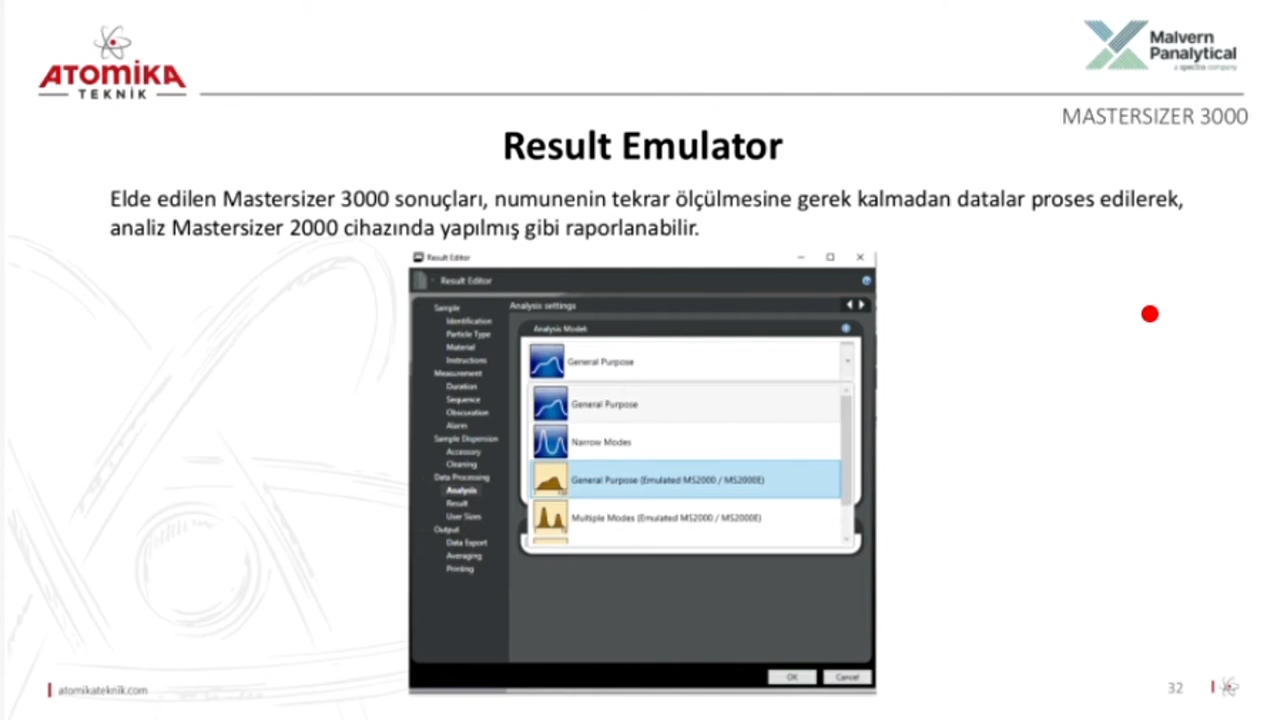 ATOMİKA
TEKNİK
Malvern
Panalytical
a spectris company
MASTERSIZER 3000
Result Emulator
Elde edilen Mastersizer 3000 sonuçları, numunenin tekrar ölçülmesine gerek kalmadan datalar proses edilerek,
analiz Mastersizer 2000 cihazında yapılmış gibi raporlanabilir.
Result Editor
Result Editor
Sample
Identification
Particle Type
Material
Instructions
Measurement
Duration
Sequence
Obscuration
Alarm
Sample Dispersion
Accessory
Cleaning
Data Processing
Analysis
Result
User Sizes
Output
Data Export
Averaging
Printing
Analysis settings
Analysis Model:
General Purpose
General Purpose
Narrow Modes
General Purpose (Emulated MS2000 / MS2000E)
Multiple Modes (Emulated MS2000 / MS2000E)
OK
Cancel
atomikateknik.com
32